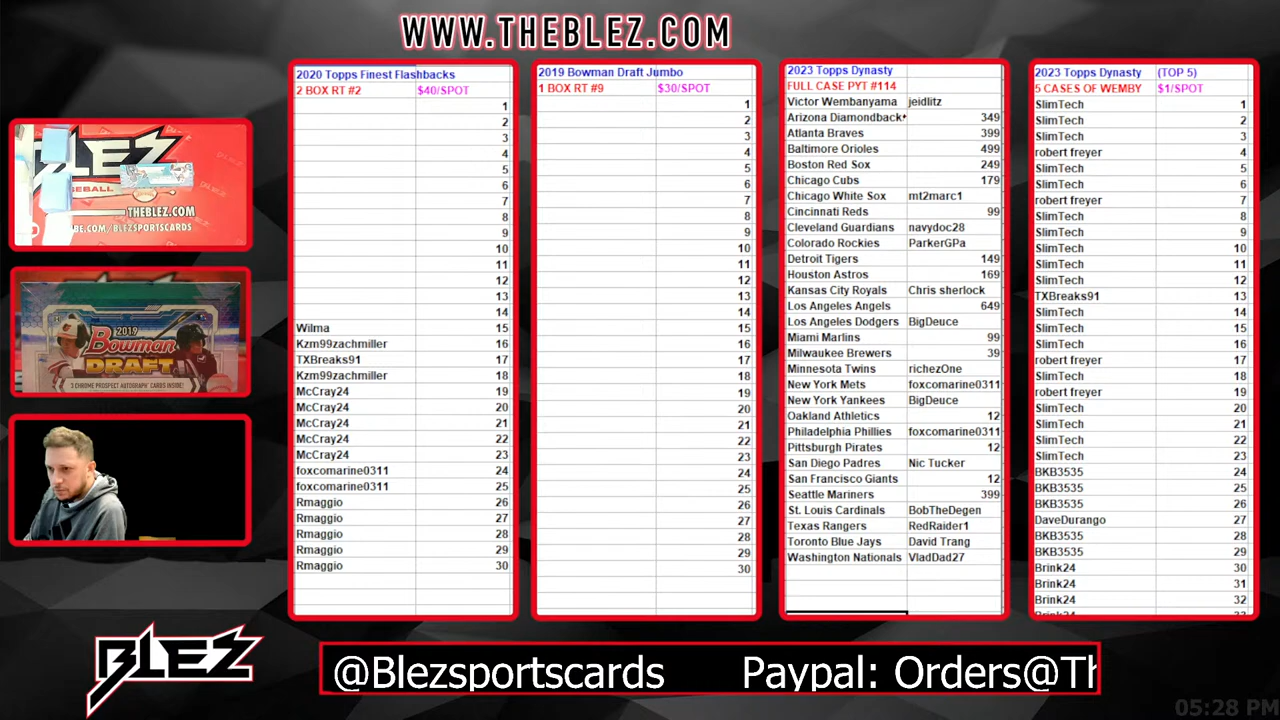 WWW.THEBLEZ.COM
2020 Topps Finest Flashbacks
2 BOX RT #2 $40/SPOT
1
2
3
4
5
6
7
8
9
10
11
12
13
14
Wilma 15
Kzm99zachmiller 16
TXBreaks91 17
Kzm99zachmiller 18
McCray24 19
McCray24 20
McCray24 21
McCray24 22
McCray24 23
foxcomarine0311 24
foxcomarine0311 25
Rmaggio 26
Rmaggio 27
Rmaggio 28
Rmaggio 29
Rmaggio 30
2019 Bowman Draft Jumbo
1 BOX RT #9 $30/SPOT
1
2
3
4
5
6
7
8
9
10
11
12
13
14
15
16
17
18
19
20
21
22
23
24
25
26
27
28
29
30
2023 Topps Dynasty
FULL CASE PYT #114
Victor Wembanyama jeidlitz
Arizona Diamondback 349
Atlanta Braves 399
Baltimore Orioles 499
Boston Red Sox 249
Chicago Cubs 179
Chicago White Sox mt2marc1
Cincinnati Reds 99
Cleveland Guardians navydoc28
Colorado Rockies ParkerGPa
Detroit Tigers 149
Houston Astros 169
Kansas City Royals Chris sherlock
Los Angeles Angels 649
Los Angeles Dodgers BigDeuce
Miami Marlins 99
Milwaukee Brewers 39
Minnesota Twins richezOne
New York Mets foxcomarine0311
New York Yankees BigDeuce
Oakland Athletics 12
Philadelphia Phillies foxcomarine0311
Pittsburgh Pirates 12
San Diego Padres Nic Tucker
San Francisco Giants 12
Seattle Mariners 399
St. Louis Cardinals BobTheDegen
Texas Rangers RedRaider1
Toronto Blue Jays David Trang
Washington Nationals VladDad27
2023 Topps Dynasty (TOP 5)
5 CASES OF WEMBY $1/SPOT
SlimTech 1
SlimTech 2
SlimTech 3
robert freyer 4
SlimTech 5
SlimTech 6
robert freyer 7
SlimTech 8
SlimTech 9
SlimTech 10
SlimTech 11
SlimTech 12
TXBreaks91 13
SlimTech 14
SlimTech 15
SlimTech 16
robert freyer 17
SlimTech 18
robert freyer 19
SlimTech 20
SlimTech 21
SlimTech 22
SlimTech 23
BKB3535 24
BKB3535 25
BKB3535 26
DaveDurango 27
BKB3535 28
BKB3535 29
Brink24 30
Brink24 31
Brink24 32
Brink24 33
BLEZ
THEBLEZ.COM
BE.COM/BLEZSPORTSCARDS
2019
Bowman
DRAFT
3 CHROME PROSPECT AUTOGRAPH CARDS INSIDE!
BLEZ
@Blezsportscards Paypal: Orders@Th
05:28 PM